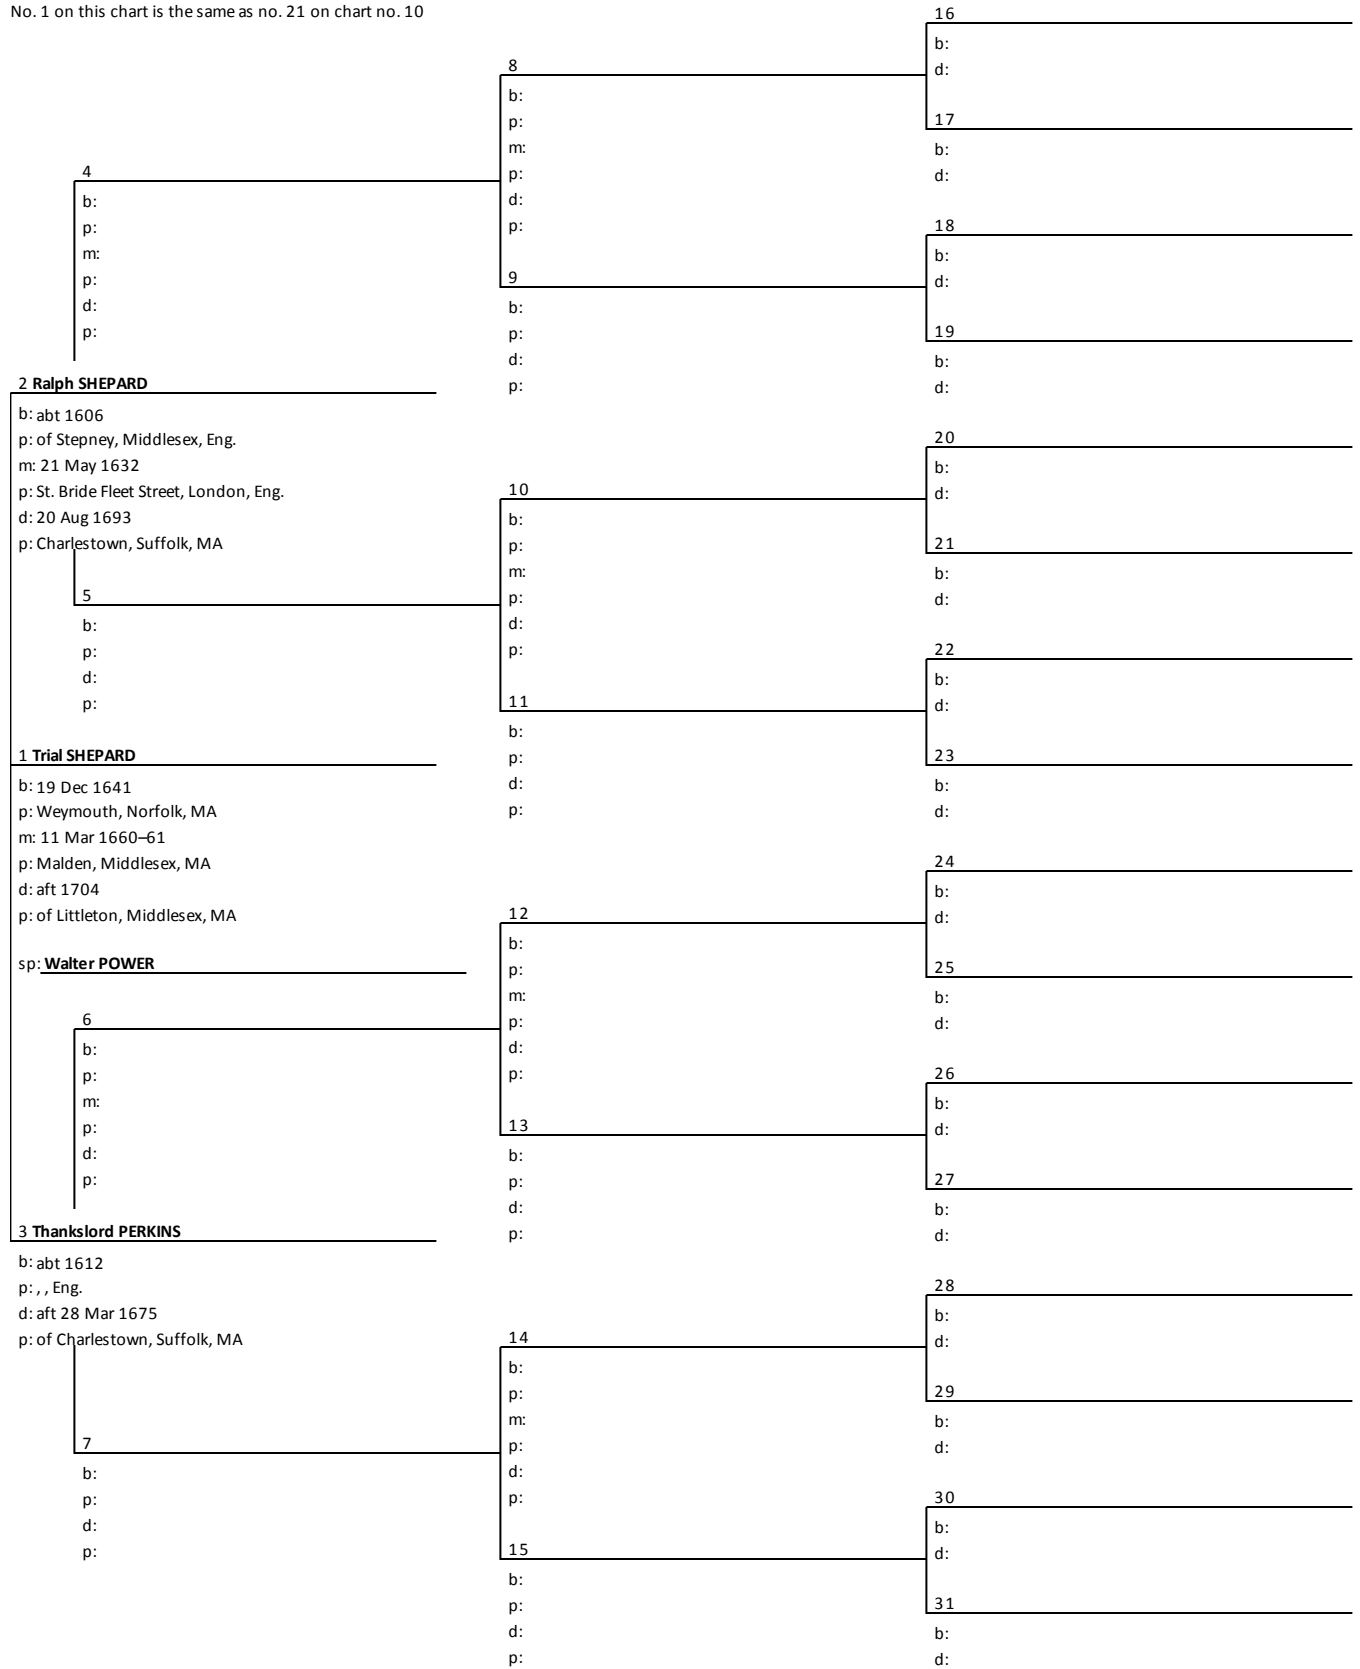 No. 1 on this chart is the same as no. 21 on chart no. 10
4
b:
p:
m:
p:
d:
p:
2 Ralph SHEPARD
b: abt 1606
p: of Stepney, Middlesex, Eng.
m: 21 May 1632
p: St. Bride Fleet Street, London, Eng.
d: 20 Aug 1693
p: Charlestown, Suffolk, MA
5
b:
p:
d:
p:
1 Trial SHEPARD
b: 19 Dec 1641
p: Weymouth, Norfolk, MA
m: 11 Mar 1660–61
p: Malden, Middlesex, MA
d: aft 1704
p: of Littleton, Middlesex, MA
sp: Walter POWER
6
b:
p:
m:
p:
d:
p:
3 Thankslord PERKINS
b: abt 1612
p: , , Eng.
d: aft 28 Mar 1675
p: of Charlestown, Suffolk, MA
7
b:
p:
d:
p:
8
b:
p:
m:
p:
d:
p:
9
b:
p:
d:
p:
10
b:
p:
m:
p:
d:
p:
11
b:
p:
d:
p:
12
b:
p:
m:
p:
d:
p:
13
b:
p:
d:
p:
14
b:
p:
m:
p:
d:
p:
15
b:
p:
d:
p:
16
b:
d:
17
b:
d:
18
b:
d:
19
b:
d:
20
b:
d:
21
b:
d:
22
b:
d:
23
b:
d:
24
b:
d:
25
b:
d:
26
b:
d:
27
b:
d:
28
b:
d:
29
b:
d:
30
b:
d:
31
b:
d: